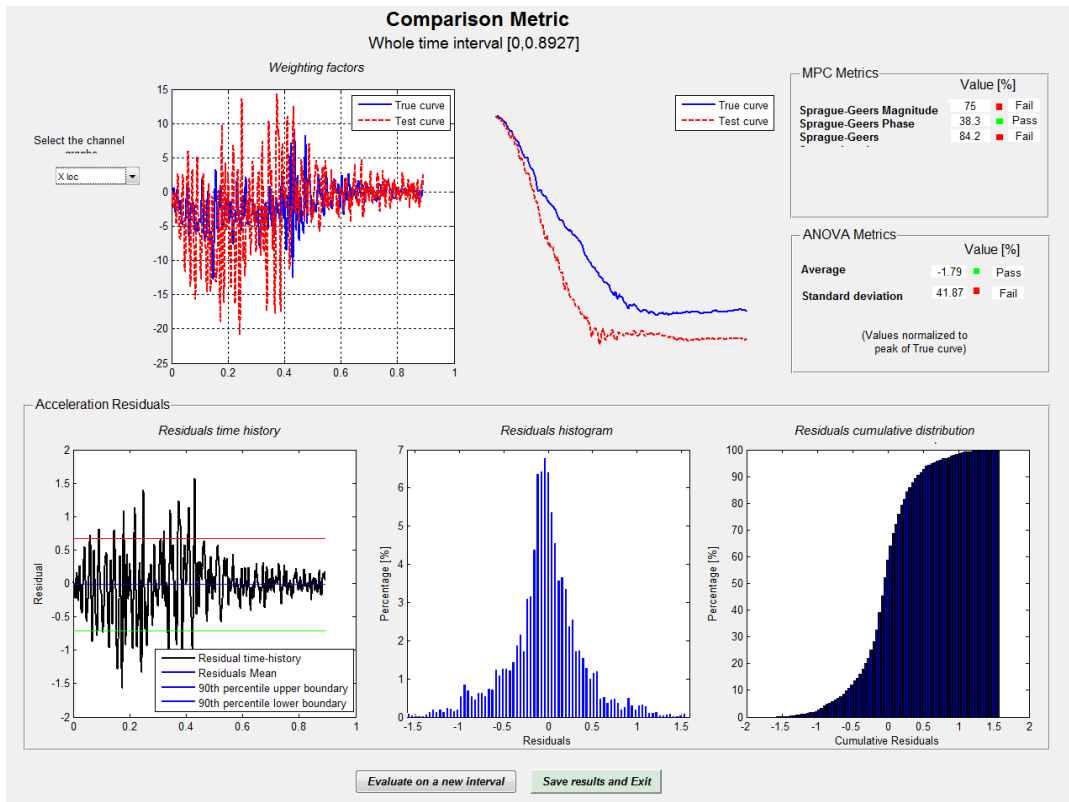 Comparison Metric
Whole time interval [0,0.8927]
Select the channel
X loc
Weighting factors
True curve
Test curve
15
10
5
0
-5
-10
-15
-20
-25
0 0.2 0.4 0.6 0.8 1
True curve
Test curve
MPC Metrics
Value [%]
Sprague-Geers Magnitude 75 Fail
Sprague-Geers Phase 38.3 Pass
Sprague-Geers 84.2 Fail
ANOVA Metrics
Value [%]
Average -1.79 Pass
Standard deviation 41.87 Fail
(Values normalized to
peak of True curve)
Acceleration Residuals
Residuals time history
Residual
2
1.5
1
0.5
0
-0.5
-1
-1.5
-2
0 0.2 0.4 0.6 0.8 1
Residual time-history
Residuals Mean
90th percentile upper boundary
90th percentile lower boundary
Residuals histogram
Percentage [%]
7
6
5
4
3
2
1
0
-1.5 -1 -0.5 0 0.5 1 1.5
Residuals
Residuals cumulative distribution
Percentage [%]
100
90
80
70
60
50
40
30
20
10
0
-2 -1.5 -1 -0.5 0 0.5 1 1.5 2
Cumulative Residuals
Evaluate on a new interval
Save results and Exit